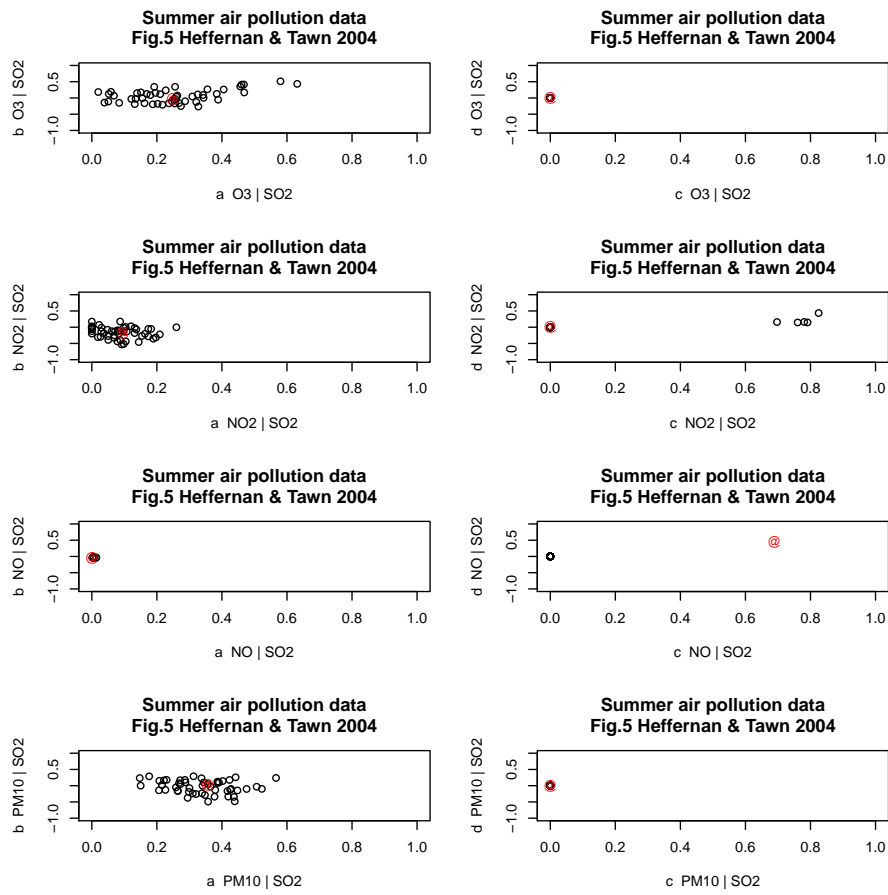 Summer air pollution data
Fig.5 Heffernan & Tawn 2004
b O3 | SO2
0.5
−1.0
0.0 0.2 0.4 0.6 0.8 1.0
a O3 | SO2
Summer air pollution data
Fig.5 Heffernan & Tawn 2004
d O3 | SO2
0.5
−1.0
0.0 0.2 0.4 0.6 0.8 1.0
c O3 | SO2
Summer air pollution data
Fig.5 Heffernan & Tawn 2004
b NO2 | SO2
0.5
−1.0
0.0 0.2 0.4 0.6 0.8 1.0
a NO2 | SO2
Summer air pollution data
Fig.5 Heffernan & Tawn 2004
d NO2 | SO2
0.5
−1.0
0.0 0.2 0.4 0.6 0.8 1.0
c NO2 | SO2
Summer air pollution data
Fig.5 Heffernan & Tawn 2004
b NO | SO2
0.5
−1.0
0.0 0.2 0.4 0.6 0.8 1.0
a NO | SO2
Summer air pollution data
Fig.5 Heffernan & Tawn 2004
d NO | SO2
0.5
−1.0
@
0.0 0.2 0.4 0.6 0.8 1.0
c NO | SO2
Summer air pollution data
Fig.5 Heffernan & Tawn 2004
b PM10 | SO2
0.5
−1.0
0.0 0.2 0.4 0.6 0.8 1.0
a PM10 | SO2
Summer air pollution data
Fig.5 Heffernan & Tawn 2004
d PM10 | SO2
0.5
−1.0
0.0 0.2 0.4 0.6 0.8 1.0
c PM10 | SO2